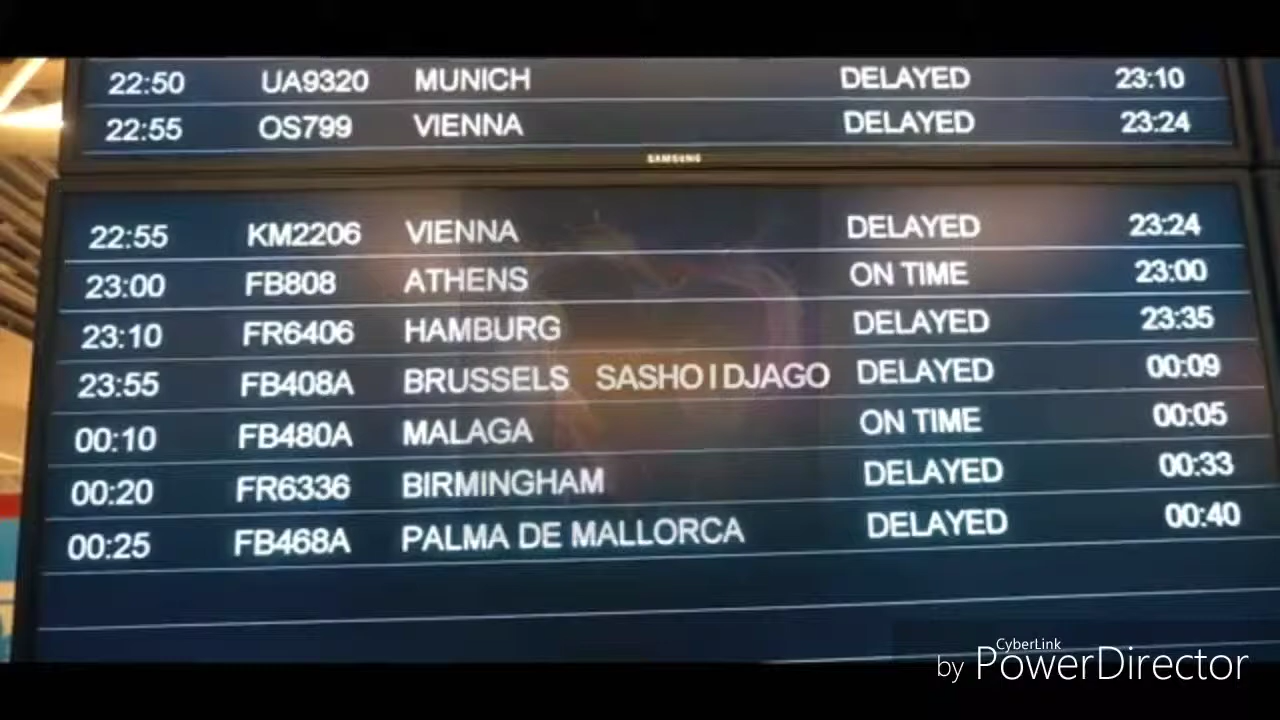 22:50 UA9320 MUNICH DELAYED 23:10
22:55 OS799 VIENNA DELAYED 23:24
SAMSUNG
22:55 KM2206 VIENNA DELAYED 23:24
23:00 FB808 ATHENS ON TIME 23:00
23:10 FR6406 HAMBURG DELAYED 23:35
23:55 FB408A BRUSSELS SASHO I DJAGO DELAYED 00:09
00:10 FB480A MALAGA ON TIME 00:05
00:20 FR6336 BIRMINGHAM DELAYED 00:33
00:25 FB468A PALMA DE MALLORCA DELAYED 00:40
CyberLink
by PowerDirector